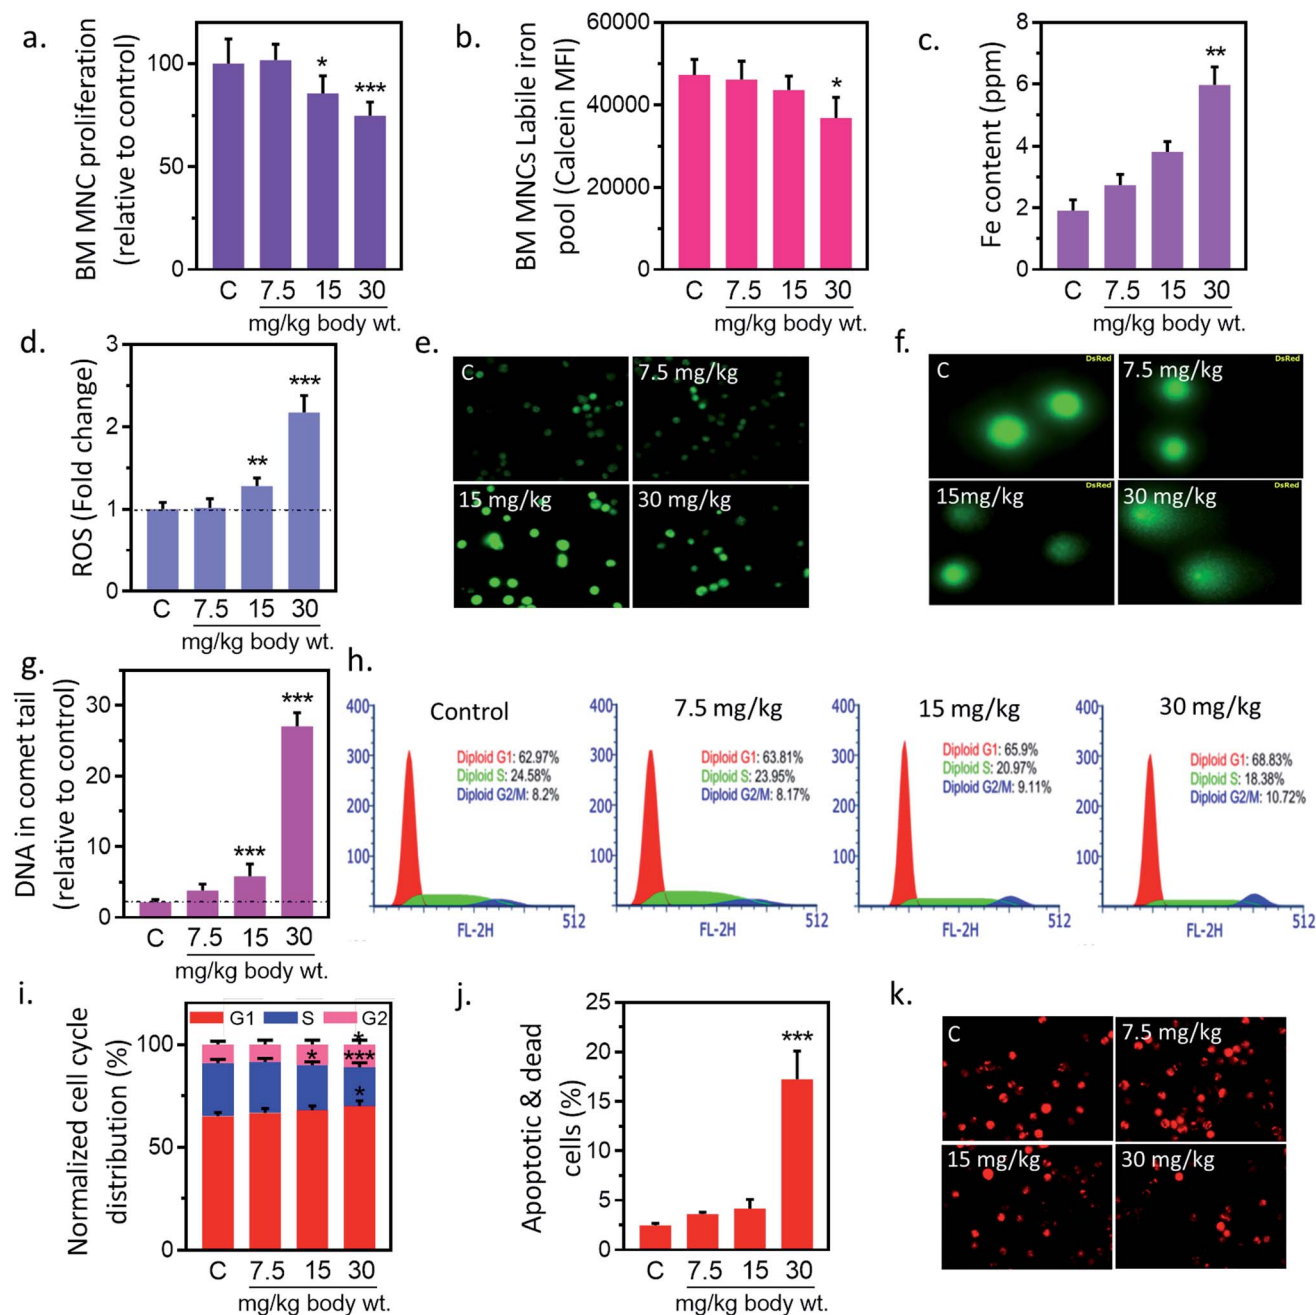 a.
BM MNC proliferation
(relative to control)
100
50
0
*
***
C 7.5 15 30
mg/kg body wt.
b.
BM MNCs Labile iron
pool (Calcein MFI)
60000
40000
20000
0
*
C 7.5 15 30
mg/kg body wt.
c.
Fe content (ppm)
8
6
4
2
0
**
C 7.5 15 30
mg/kg body wt.
d.
ROS (Fold change)
3
2
1
0
**
***
C 7.5 15 30
mg/kg body wt.
e.
C
7.5 mg/kg
15 mg/kg
30 mg/kg
f.
C
DsRed
7.5 mg/kg
DsRed
15mg/kg
DsRed
30 mg/kg
DsRed
g.
DNA in comet tail
(relative to control)
30
20
10
0
***
***
C 7.5 15 30
mg/kg body wt.
h.
Control
400
300
200
100
Diploid G1: 62.97%
Diploid S: 24.58%
Diploid G2/M: 8.2%
FL-2H
512
7.5 mg/kg
400
300
200
100
Diploid G1: 63.81%
Diploid S: 23.95%
Diploid G2/M: 8.17%
FL-2H
512
15 mg/kg
400
300
200
100
Diploid G1: 65.9%
Diploid S: 20.97%
Diploid G2/M: 9.11%
FL-2H
512
30 mg/kg
400
300
200
100
Diploid G1: 68.83%
Diploid S: 18.38%
Diploid G2/M: 10.72%
FL-2H
512
i.
Normalized cell cycle
distribution (%)
G1 S G2
100
50
0
*
*
***
*
C 7.5 15 30
mg/kg body wt.
j.
Apoptotic & dead
cells (%)
25
20
15
10
5
0
***
C 7.5 15 30
mg/kg body wt.
k.
C
7.5 mg/kg
15 mg/kg
30 mg/kg